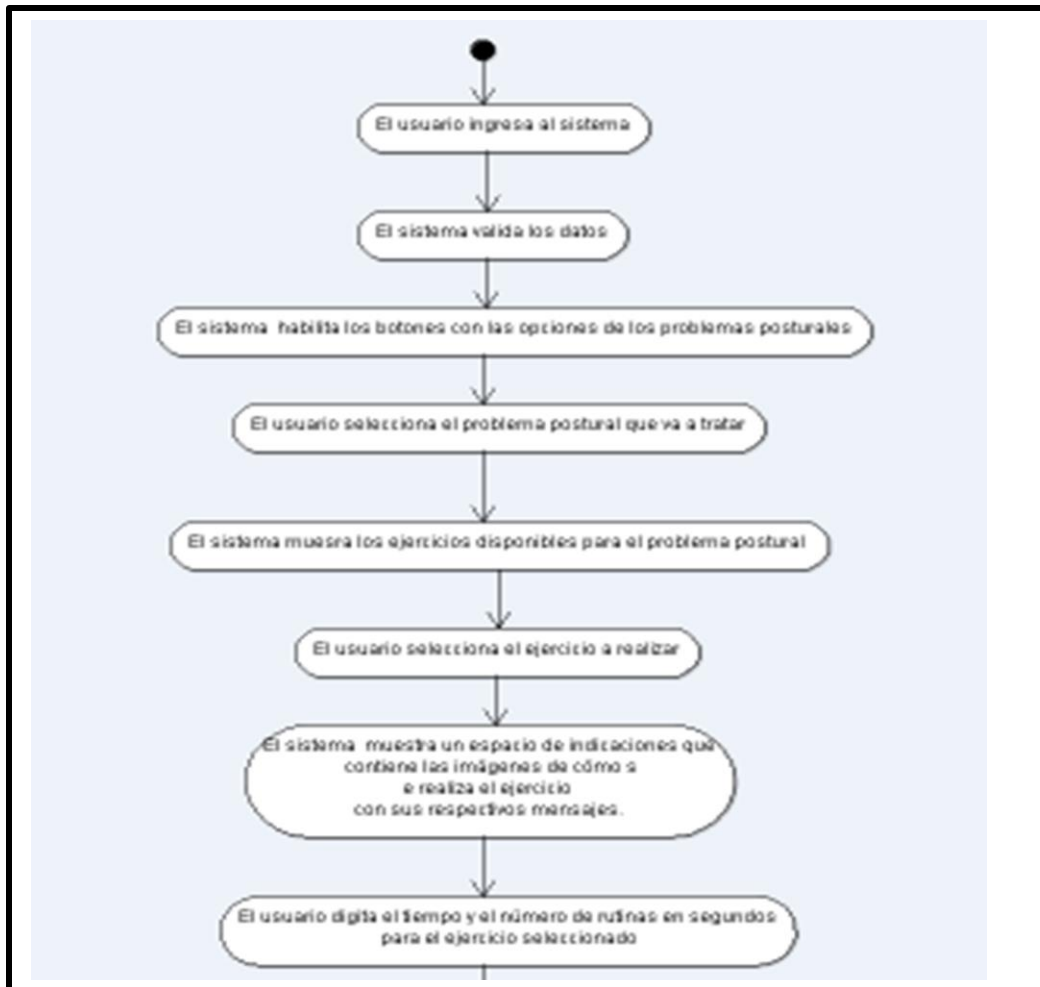 El usuario ingresa al sistema
El sistema valida los datos
El sistema habilita los botones con las opciones de los problemas posturales
El usuario selecciona el problema postural que va a tratar
El sistema muesra los ejercicios disponibles para el problema postural
El usuario selecciona el ejercicio a realizar
El sistema muestra un espacio de indicaciones que
contiene las imágenes de cómo s
e realiza el ejercicio
con sus respectivos mensajes.
El usuario digita el tiempo y el número de rutinas en segundos
para el ejercicio seleccionado